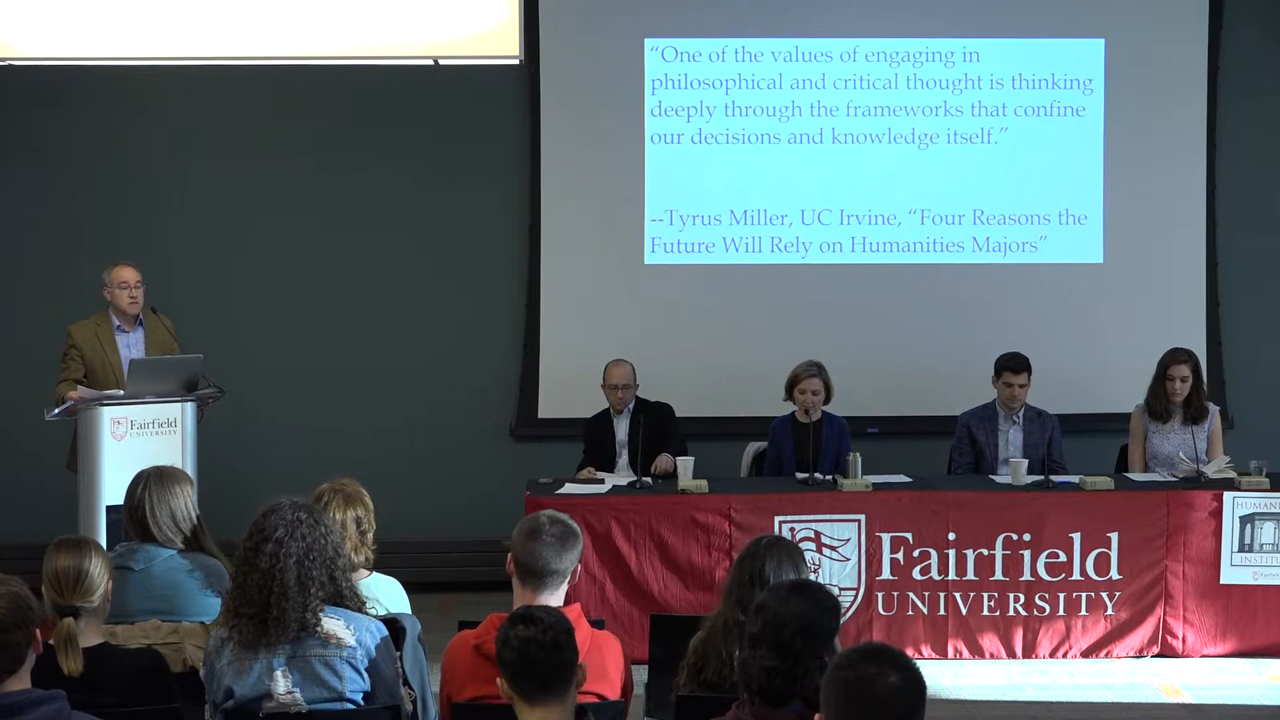 “One of the values of engaging in
philosophical and critical thought is thinking
deeply through the frameworks that confine
our decisions and knowledge itself.”
--Tyrus Miller, UC Irvine, “Four Reasons the
Future Will Rely on Humanities Majors”
Fairfield
UNIVERSITY
Fairfield
UNIVERSITY